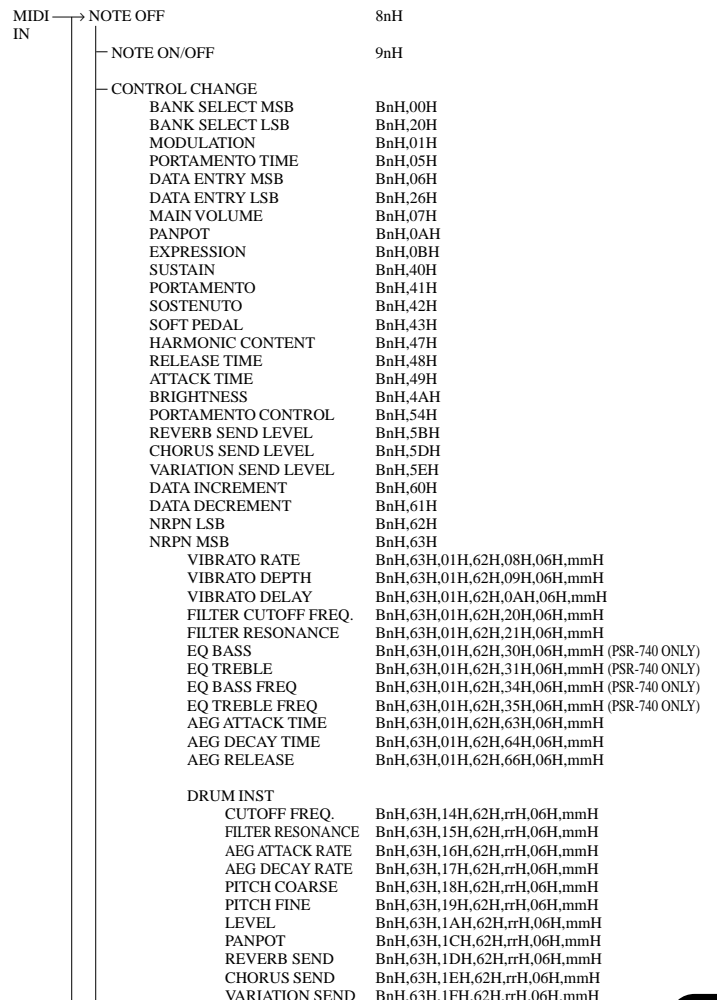 MIDI → NOTE OFF 8nH
IN
NOTE ON/OFF 9nH
CONTROL CHANGE
BANK SELECT MSB BnH,00H
BANK SELECT LSB BnH,20H
MODULATION BnH,01H
PORTAMENTO TIME BnH,05H
DATA ENTRY MSB BnH,06H
DATA ENTRY LSB BnH,26H
MAIN VOLUME BnH,07H
PANPOT BnH,0AH
EXPRESSION BnH,0BH
SUSTAIN BnH,40H
PORTAMENTO BnH,41H
SOSTENUTO BnH,42H
SOFT PEDAL BnH,43H
HARMONIC CONTENT BnH,47H
RELEASE TIME BnH,48H
ATTACK TIME BnH,49H
BRIGHTNESS BnH,4AH
PORTAMENTO CONTROL BnH,54H
REVERB SEND LEVEL BnH,5BH
CHORUS SEND LEVEL BnH,5DH
VARIATION SEND LEVEL BnH,5EH
DATA INCREMENT BnH,60H
DATA DECREMENT BnH,61H
NRPN LSB BnH,62H
NRPN MSB BnH,63H
VIBRATO RATE BnH,63H,01H,62H,08H,06H,mmH
VIBRATO DEPTH BnH,63H,01H,62H,09H,06H,mmH
VIBRATO DELAY BnH,63H,01H,62H,0AH,06H,mmH
FILTER CUTOFF FREQ. BnH,63H,01H,62H,20H,06H,mmH
FILTER RESONANCE BnH,63H,01H,62H,21H,06H,mmH
EQ BASS BnH,63H,01H,62H,30H,06H,mmH (PSR-740 ONLY)
EQ TREBLE BnH,63H,01H,62H,31H,06H,mmH (PSR-740 ONLY)
EQ BASS FREQ BnH,63H,01H,62H,34H,06H,mmH (PSR-740 ONLY)
EQ TREBLE FREQ BnH,63H,01H,62H,35H,06H,mmH (PSR-740 ONLY)
AEG ATTACK TIME BnH,63H,01H,62H,63H,06H,mmH
AEG DECAY TIME BnH,63H,01H,62H,64H,06H,mmH
AEG RELEASE BnH,63H,01H,62H,66H,06H,mmH
DRUM INST
CUTOFF FREQ. BnH,63H,14H,62H,rrH,06H,mmH
FILTER RESONANCE BnH,63H,15H,62H,rrH,06H,mmH
AEG ATTACK RATE BnH,63H,16H,62H,rrH,06H,mmH
AEG DECAY RATE BnH,63H,17H,62H,rrH,06H,mmH
PITCH COARSE BnH,63H,18H,62H,rrH,06H,mmH
PITCH FINE BnH,63H,19H,62H,rrH,06H,mmH
LEVEL BnH,63H,1AH,62H,rrH,06H,mmH
PANPOT BnH,63H,1CH,62H,rrH,06H,mmH
REVERB SEND BnH,63H,1DH,62H,rrH,06H,mmH
CHORUS SEND BnH,63H,1EH,62H,rrH,06H,mmH
VARIATION SEND BnH,63H,1FH,62H,rrH,06H,mmH